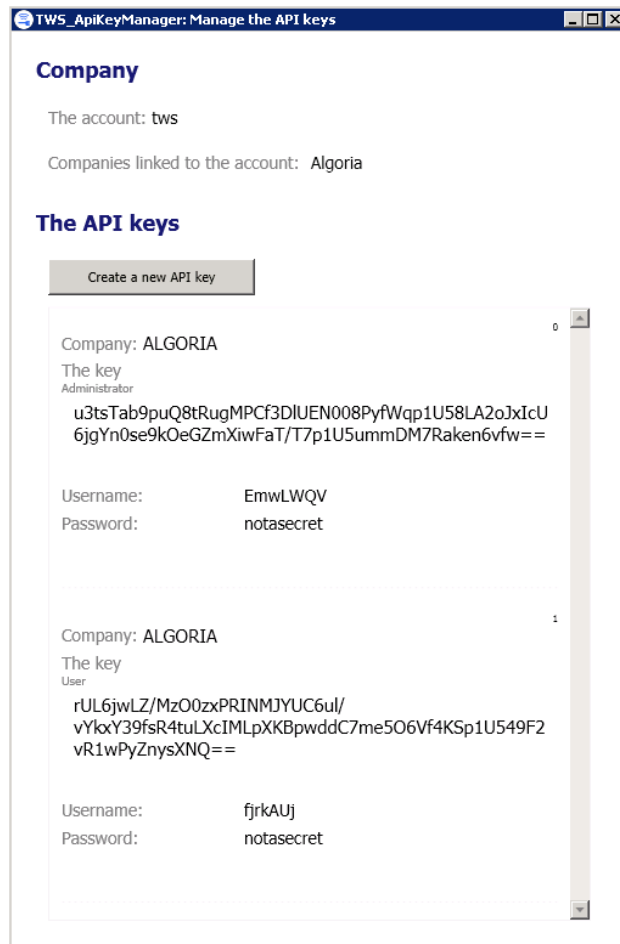 TWS_ApiKeyManager: Manage the API keys
Company
The account: tws
Companies linked to the account: Algoria
The API keys
Create a new API key
0
Company: ALGORIA
The key
Administrator
u3tsTab9puQ8tRugMPCf3DlUEN008PyfWqp1U58LA2oJxIcU
6jgYn0se9kOeGZmXiwFaT/T7p1U5ummDM7Raken6vfw==
Username: EmwLWQV
Password: notasecret
1
Company: ALGORIA
The key
User
rUL6jwLZ/MzO0zxPRINMJYUC6ul/
vYkxY39fsR4tuLXcIMLpXKBpwddC7me5O6Vf4KSp1U549F2
vR1wPyZnysXNQ==
Username: fjrkAUj
Password: notasecret